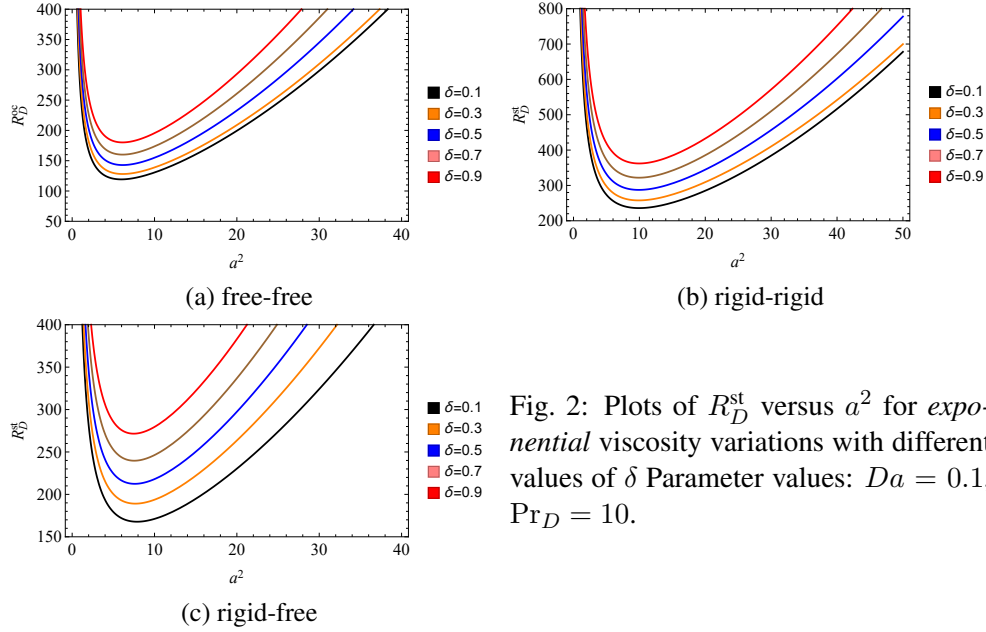 400
350
300
250
200
150
100
50
0
10
20
30
40
R_D^oc
a²
δ=0.1
δ=0.3
δ=0.5
δ=0.7
δ=0.9
(a) free-free
800
700
600
500
400
300
200
0
10
20
30
40
50
R_D^st
a²
δ=0.1
δ=0.3
δ=0.5
δ=0.7
δ=0.9
(b) rigid-rigid
400
350
300
250
200
150
0
10
20
30
40
R_D^st
a²
δ=0.1
δ=0.3
δ=0.5
δ=0.7
δ=0.9
(c) rigid-free
Fig. 2: Plots of R_D^st versus a² for expo-
nential viscosity variations with different
values of δ Parameter values: Da = 0.1,
Pr_D = 10.